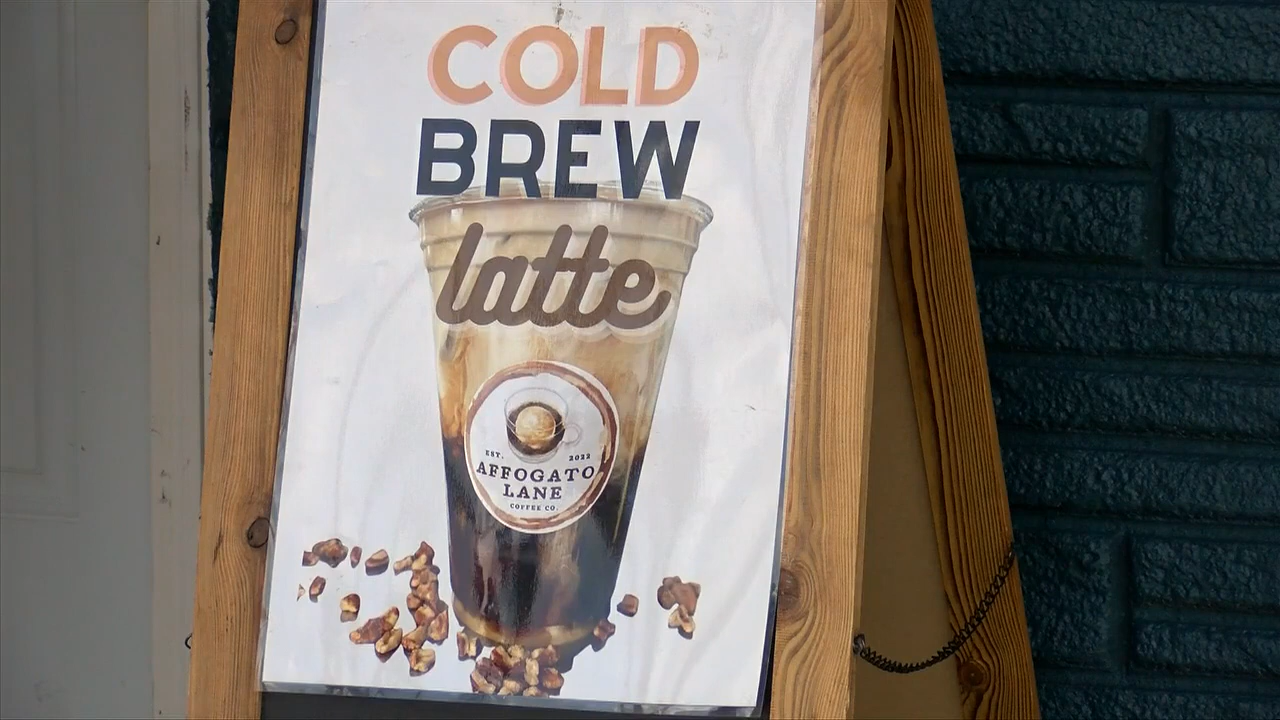 COLD
BREW
latte
EST. 2022
AFFOGATO
LANE
COFFEE CO.